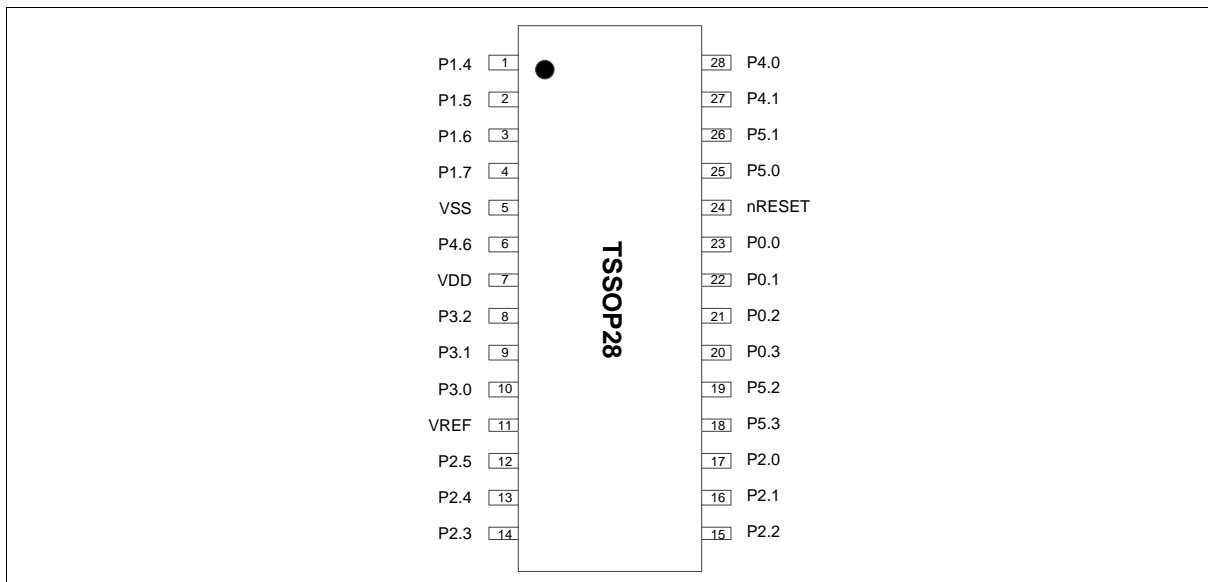 P1.4 1 28 P4.0
P1.5 2 27 P4.1
P1.6 3 26 P5.1
P1.7 4 25 P5.0
VSS 5 24 nRESET
P4.6 6 23 P0.0
VDD 7 22 P0.1
P3.2 8 21 P0.2
P3.1 9 20 P0.3
P3.0 10 19 P5.2
VREF 11 18 P5.3
P2.5 12 17 P2.0
P2.4 13 16 P2.1
P2.3 14 15 P2.2
TSSOP28